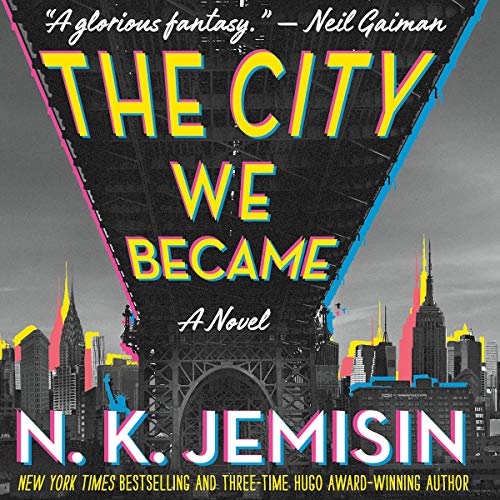 "A glorious fantasy." — Neil Gaiman
THE CITY
WE
BECAME
A Novel
N. K. JEMISIN
NEW YORK TIMES BESTSELLING AND THREE-TIME HUGO AWARD-WINNING AUTHOR